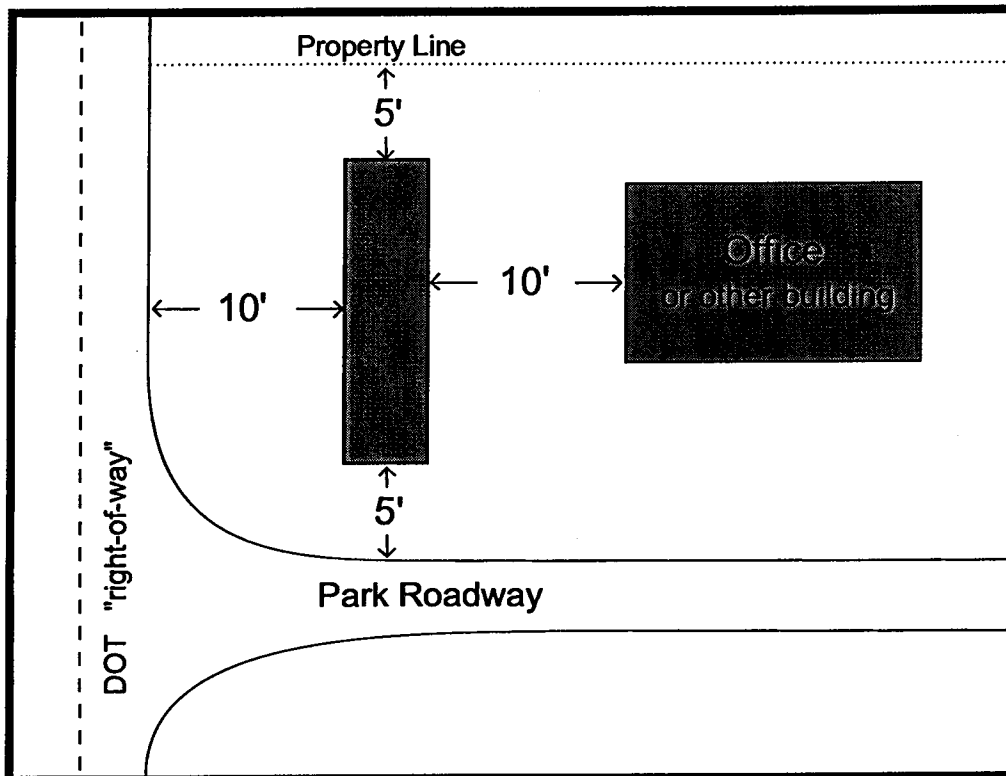 Property Line
5'
Office
or other building
10'
10'
5'
DOT "right-of-way"
Park Roadway